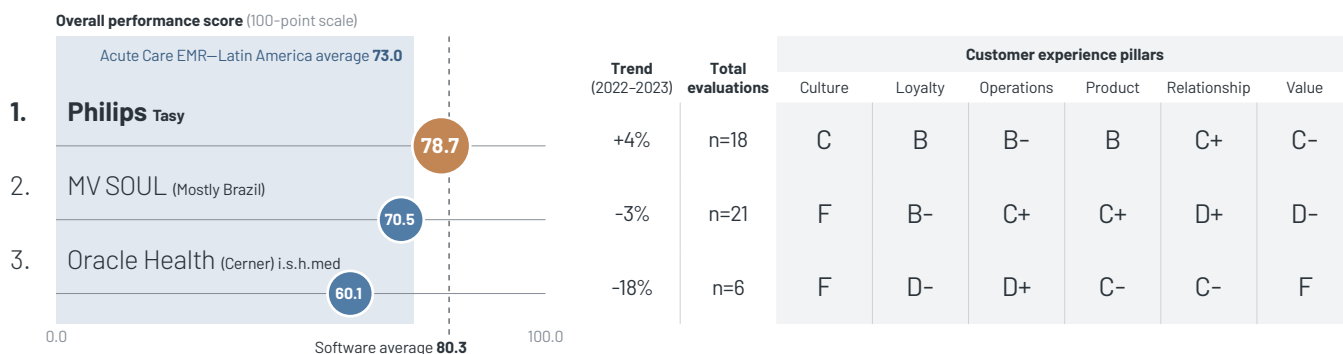 Overall performance score (100-point scale)
Acute Care EMR—Latin America average 73.0
Trend
(2022–2023)
Total
evaluations
Customer experience pillars
Culture Loyalty Operations Product Relationship Value
1. Philips Tasy
78.7 +4% n=18 C B B- B C+ C-
2. MV SOUL (Mostly Brazil)
70.5 -3% n=21 F B- C+ C+ D+ D-
3. Oracle Health (Cerner) i.s.h.med
60.1 -18% n=6 F D- D+ C- C- F
0.0 100.0
Software average 80.3